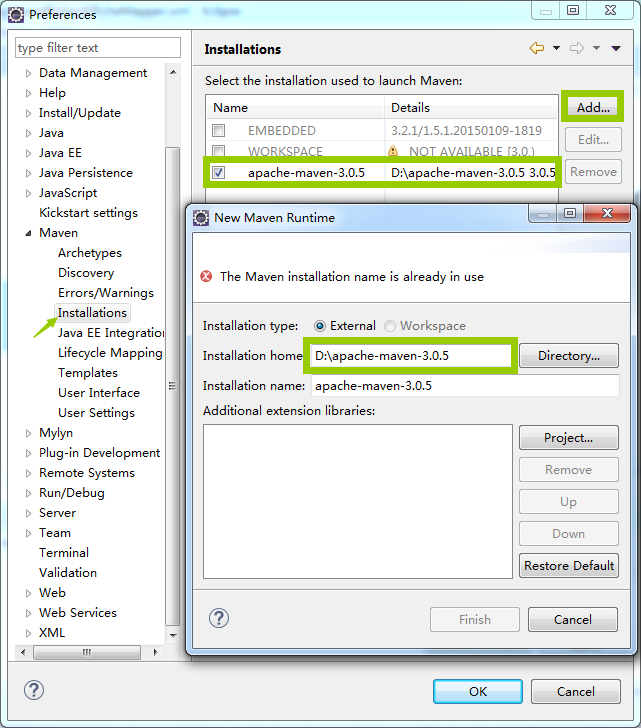 Preferences
type filter text
Data Management
Help
Install/Update
Java
Java EE
Java Persistence
JavaScript
Kickstart settings
Maven
Archetypes
Discovery
Errors/Warnings
Installations
Java EE Integration
Lifecycle Mapping
Templates
User Interface
User Settings
Mylyn
Plug-in Development
Remote Systems
Run/Debug
Server
Team
Terminal
Validation
Web
Web Services
XML
Installations
Select the installation used to launch Maven:
Name Details
EMBEDDED 3.2.1/1.5.1.20150109-1819
WORKSPACE NOT AVAILABLE [3.0,)
apache-maven-3.0.5 D:\apache-maven-3.0.5 3.0.5
Add...
Edit...
Remove
New Maven Runtime
The Maven installation name is already in use
Installation type: External Workspace
Installation home: D:\apache-maven-3.0.5 Directory...
Installation name: apache-maven-3.0.5
Additional extension libraries:
Project...
Remove
Up
Down
Restore Default
Finish Cancel
OK Cancel